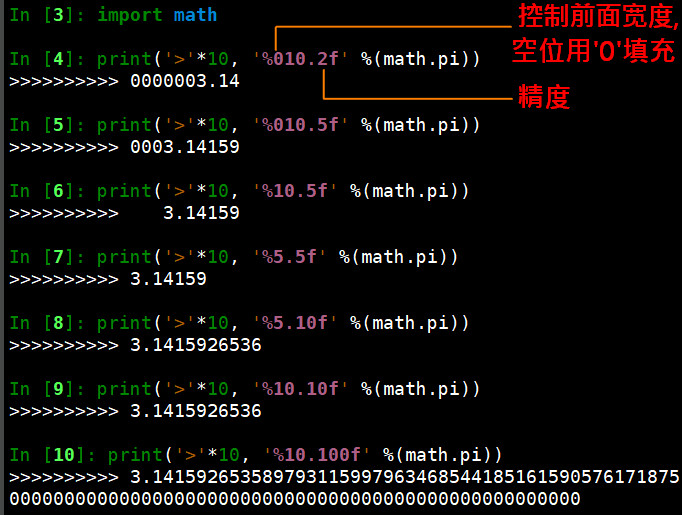 In [3]: import math
控制前面宽度,
In [4]: print('>'*10, '%010.2f' %(math.pi))
空位用'0'填充
>>>>>>>>>> 0000003.14
精度
In [5]: print('>'*10, '%010.5f' %(math.pi))
>>>>>>>>>> 0003.14159
In [6]: print('>'*10, '%10.5f' %(math.pi))
>>>>>>>>>>    3.14159
In [7]: print('>'*10, '%5.5f' %(math.pi))
>>>>>>>>>> 3.14159
In [8]: print('>'*10, '%5.10f' %(math.pi))
>>>>>>>>>> 3.1415926536
In [9]: print('>'*10, '%10.10f' %(math.pi))
>>>>>>>>>> 3.1415926536
In [10]: print('>'*10, '%10.100f' %(math.pi))
>>>>>>>>>> 3.141592653589793115997963468544185161590576171875
0000000000000000000000000000000000000000000000000000